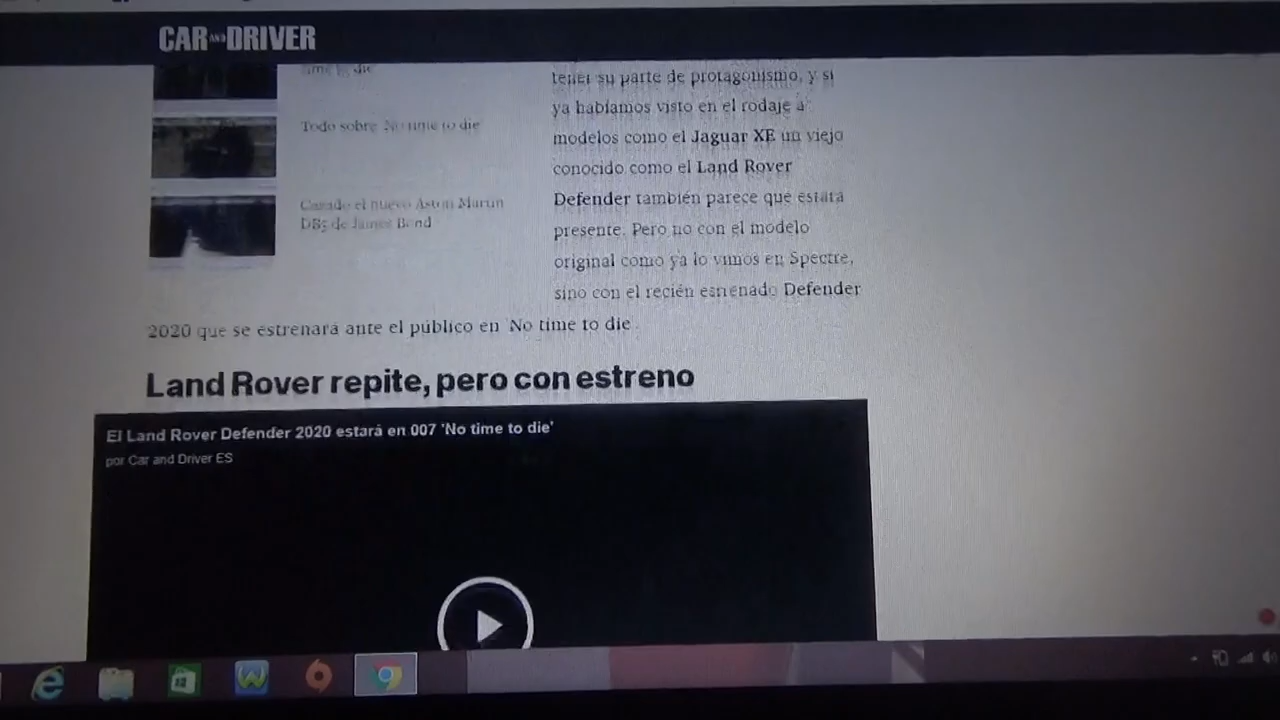 CAR AND DRIVER
time to die
Todo sobre No time to die
Cazado el nuevo Aston Martin
DB5 de James Bond
tener su parte de protagonismo, y si
ya habíamos visto en el rodaje a
modelos como el Jaguar XE un viejo
conocido como el Land Rover
Defender también parece que estará
presente. Pero no con el modelo
original como ya lo vimos en Spectre,
sino con el recién estrenado Defender
2020 que se estrenará ante el público en 'No time to die'.
Land Rover repite, pero con estreno
El Land Rover Defender 2020 estará en 007 'No time to die'
por Car and Driver ES